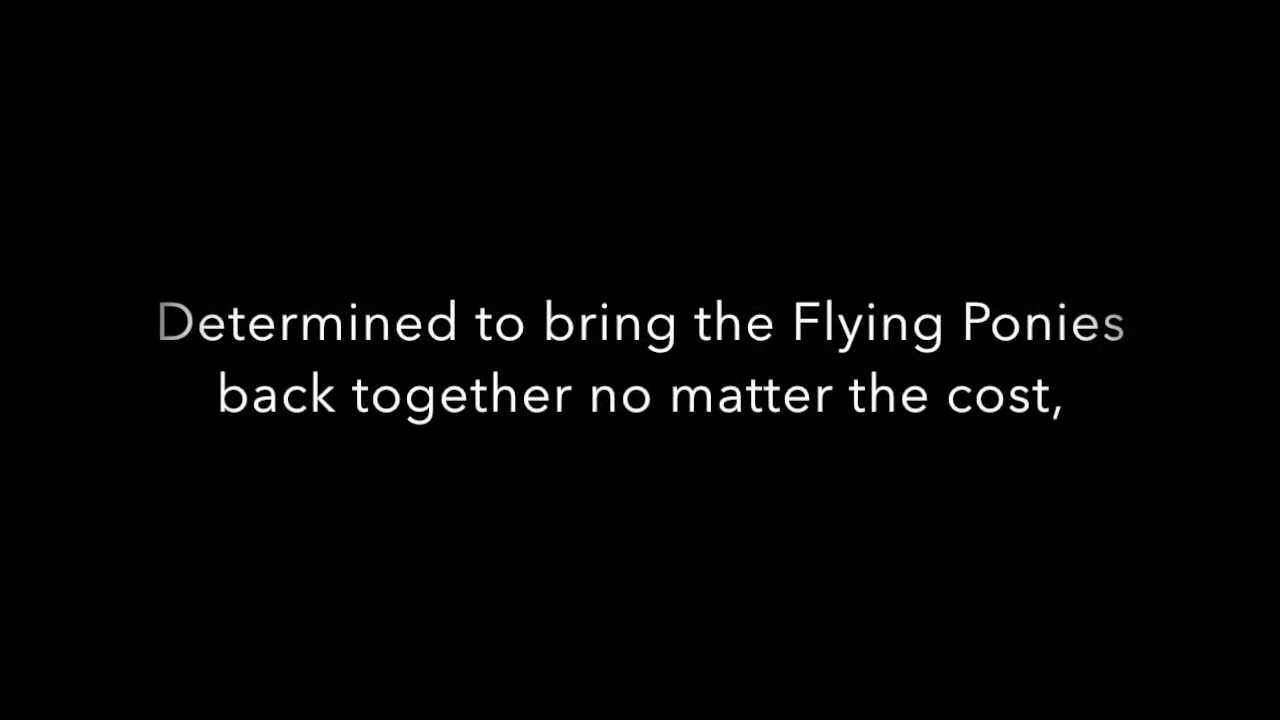 Determined to bring the Flying Ponies
back together no matter the cost,